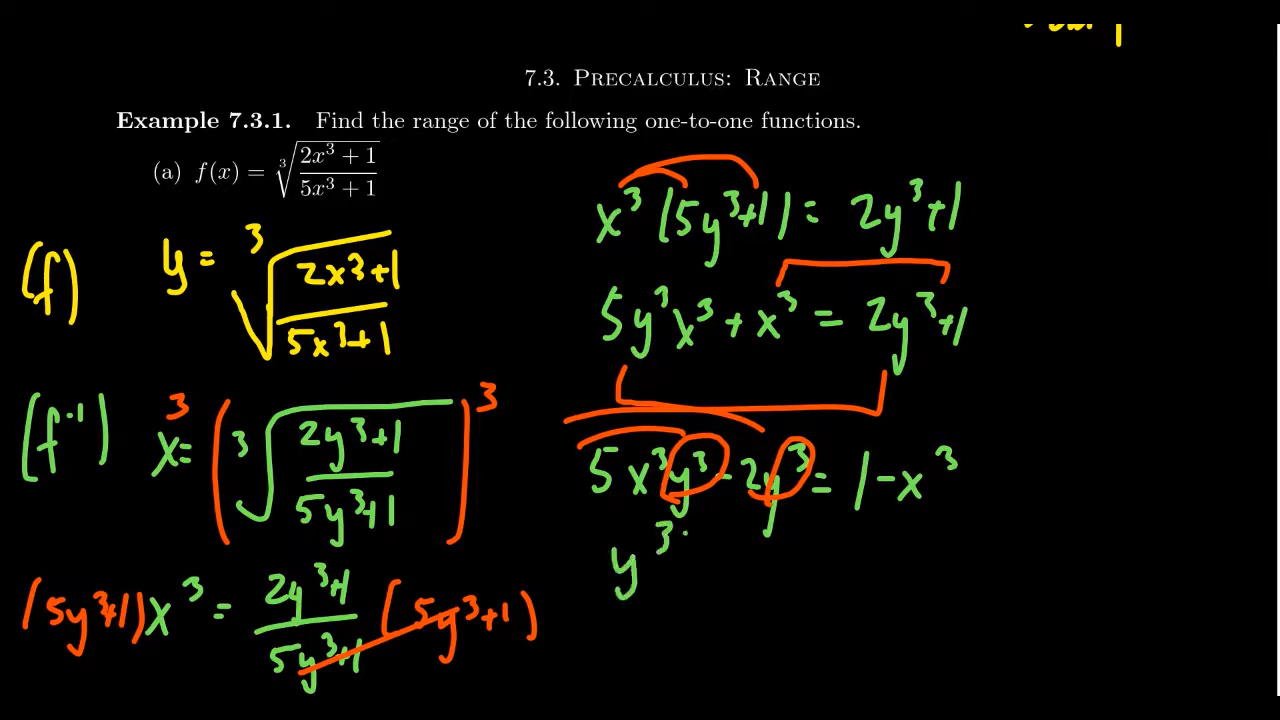 7.3. PRECALCULUS: RANGE
Example 7.3.1. Find the range of the following one-to-one functions.
(a) f(x) = ∛((2x³ + 1)/(5x³ + 1))
(f) y = ∛((2x³+1)/(5x³+1))
(f⁻¹) x³ = (∛((2y³+1)/(5y³+1)))³
(5y³+1)x³ = (2y³+1)/(5y³+1) (5y³+1)
x³(5y³+1) = 2y³+1
5y³x³ + x³ = 2y³+1
5x³y³ - 2y³ = 1-x³
y³